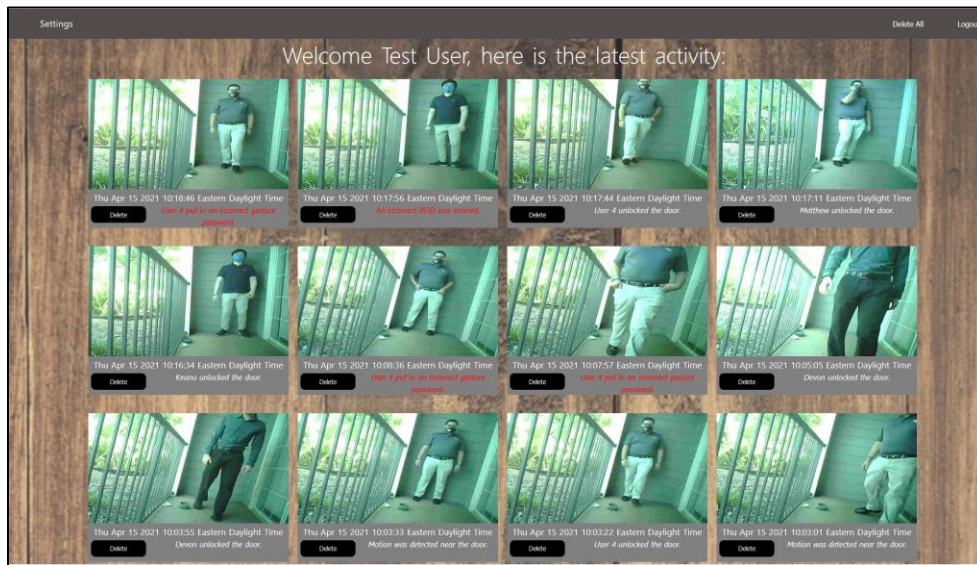 Settings
Delete All
Logou
Welcome Test User, here is the latest activity:
Thu Apr 15 2021 10:18:46 Eastern Daylight Time
Delete
User 4 put in an incorrect gesture
password.
Thu Apr 15 2021 10:17:56 Eastern Daylight Time
Delete
An incorrect RFID was entered.
Thu Apr 15 2021 10:17:44 Eastern Daylight Time
Delete
User 4 unlocked the door.
Thu Apr 15 2021 10:17:11 Eastern Daylight Time
Delete
Matthew unlocked the door.
Thu Apr 15 2021 10:16:34 Eastern Daylight Time
Delete
Keanu unlocked the door.
Thu Apr 15 2021 10:08:36 Eastern Daylight Time
Delete
User 4 put in an incorrect gesture
password.
Thu Apr 15 2021 10:07:57 Eastern Daylight Time
Delete
User 4 put in an incorrect gesture
password.
Thu Apr 15 2021 10:05:05 Eastern Daylight Time
Delete
Devon unlocked the door.
Thu Apr 15 2021 10:03:55 Eastern Daylight Time
Delete
Devon unlocked the door.
Thu Apr 15 2021 10:03:33 Eastern Daylight Time
Delete
Motion was detected near the door.
Thu Apr 15 2021 10:03:22 Eastern Daylight Time
Delete
User 4 unlocked the door.
Thu Apr 15 2021 10:03:01 Eastern Daylight Time
Delete
Motion was detected near the door.